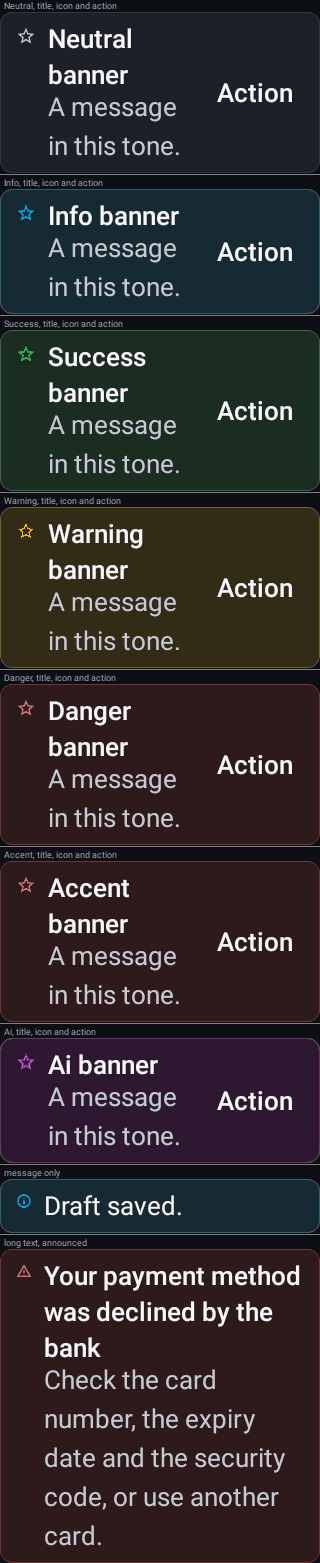 Neutral, title, icon and action
Neutral
banner
A message
in this tone.
Action
Info, title, icon and action
Info banner
A message
in this tone.
Action
Success, title, icon and action
Success
banner
A message
in this tone.
Action
Warning, title, icon and action
Warning
banner
A message
in this tone.
Action
Danger, title, icon and action
Danger
banner
A message
in this tone.
Action
Accent, title, icon and action
Accent
banner
A message
in this tone.
Action
Ai, title, icon and action
Ai banner
A message
in this tone.
Action
message only
Draft saved.
long text, announced
Your payment method
was declined by the
bank
Check the card
number, the expiry
date and the security
code, or use another
card.